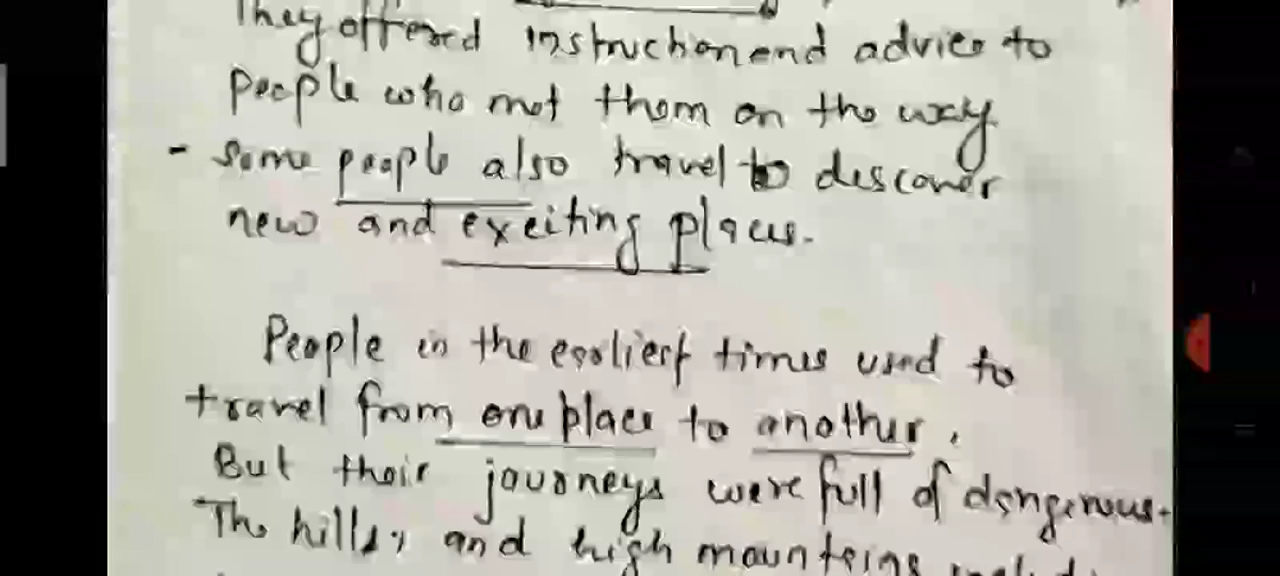 They offered instruction and advice to
people who met them on the way.
- some people also travel to discover
new and exciting places.
People in the earliest times used to
travel from one place to another.
But their journeys were full of dangerous.
The hills, and high mountains